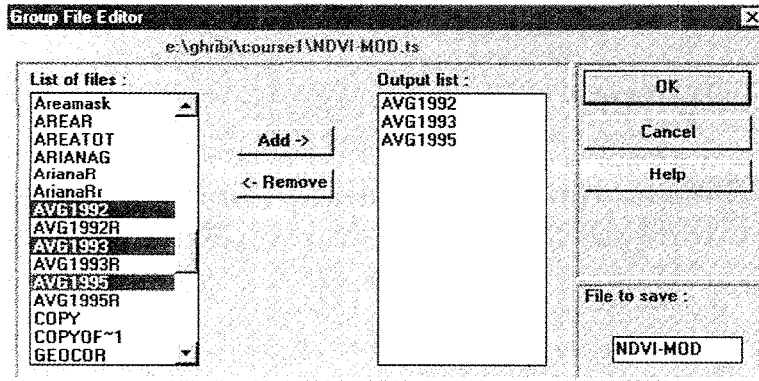 Group File Editor
e:\ghribi\course1\NDVI-MOD.ts
List of files :
Areamask
AREAR
AREATOT
ARIANAG
ArianaR
ArianaRr
AVG1992
AVG1992R
AVG1993
AVG1993R
AVG1995
AVG1995R
COPY
COPYOF~1
GEOCOR
Add ->
<- Remove
Output list :
AVG1992
AVG1993
AVG1995
OK
Cancel
Help
File to save :
NDVI-MOD